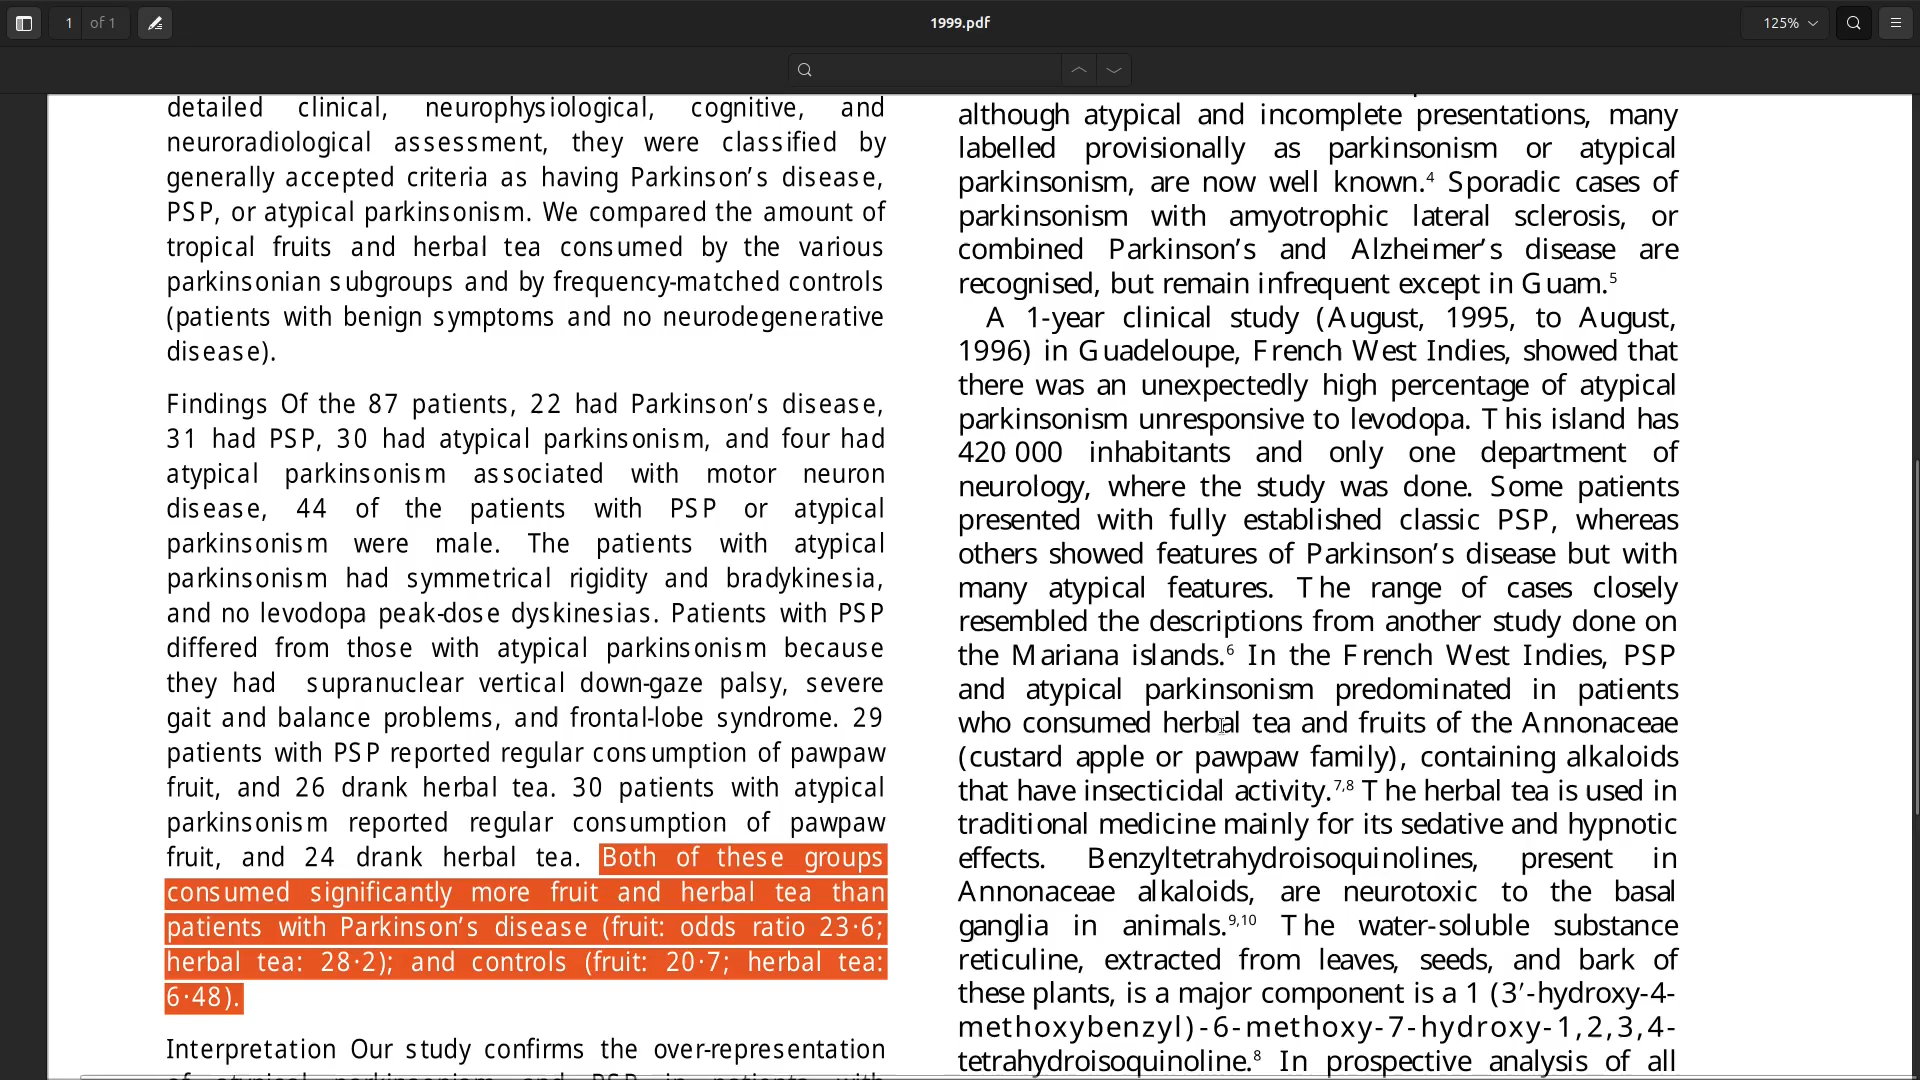 1 of 1
1999.pdf
125%
detailed clinical, neurophysiological, cognitive, and
neuroradiological assessment, they were classified by
generally accepted criteria as having Parkinson’s disease,
PSP, or atypical parkinsonism. We compared the amount of
tropical fruits and herbal tea consumed by the various
parkinsonian subgroups and by frequency-matched controls
(patients with benign symptoms and no neurodegenerative
disease).
Findings Of the 87 patients, 22 had Parkinson’s disease,
31 had PSP, 30 had atypical parkinsonism, and four had
atypical parkinsonism associated with motor neuron
disease, 44 of the patients with PSP or atypical
parkinsonism were male. The patients with atypical
parkinsonism had symmetrical rigidity and bradykinesia,
and no levodopa peak-dose dyskinesias. Patients with PSP
differed from those with atypical parkinsonism because
they had supranuclear vertical down-gaze palsy, severe
gait and balance problems, and frontal-lobe syndrome. 29
patients with PSP reported regular consumption of pawpaw
fruit, and 26 drank herbal tea. 30 patients with atypical
parkinsonism reported regular consumption of pawpaw
fruit, and 24 drank herbal tea. Both of these groups
consumed significantly more fruit and herbal tea than
patients with Parkinson’s disease (fruit: odds ratio 23·6;
herbal tea: 28·2); and controls (fruit: 20·7; herbal tea:
6·48).
Interpretation Our study confirms the over-representation
of atypical parkinsonism and PSP in patients with
although atypical and incomplete presentations, many
labelled provisionally as parkinsonism or atypical
parkinsonism, are now well known.4 Sporadic cases of
parkinsonism with amyotrophic lateral sclerosis, or
combined Parkinson’s and Alzheimer’s disease are
recognised, but remain infrequent except in Guam.5
A 1-year clinical study (August, 1995, to August,
1996) in Guadeloupe, French West Indies, showed that
there was an unexpectedly high percentage of atypical
parkinsonism unresponsive to levodopa. This island has
420 000 inhabitants and only one department of
neurology, where the study was done. Some patients
presented with fully established classic PSP, whereas
others showed features of Parkinson’s disease but with
many atypical features. The range of cases closely
resembled the descriptions from another study done on
the Mariana islands.6 In the French West Indies, PSP
and atypical parkinsonism predominated in patients
who consumed herbal tea and fruits of the Annonaceae
(custard apple or pawpaw family), containing alkaloids
that have insecticidal activity.7,8 The herbal tea is used in
traditional medicine mainly for its sedative and hypnotic
effects. Benzyltetrahydroisoquinolines, present in
Annonaceae alkaloids, are neurotoxic to the basal
ganglia in animals.9,10 The water-soluble substance
reticuline, extracted from leaves, seeds, and bark of
these plants, is a major component is a 1 (3′-hydroxy-4-
methoxybenzyl)-6-methoxy-7-hydroxy-1,2,3,4-
tetrahydroisoquinoline.8 In prospective analysis of all